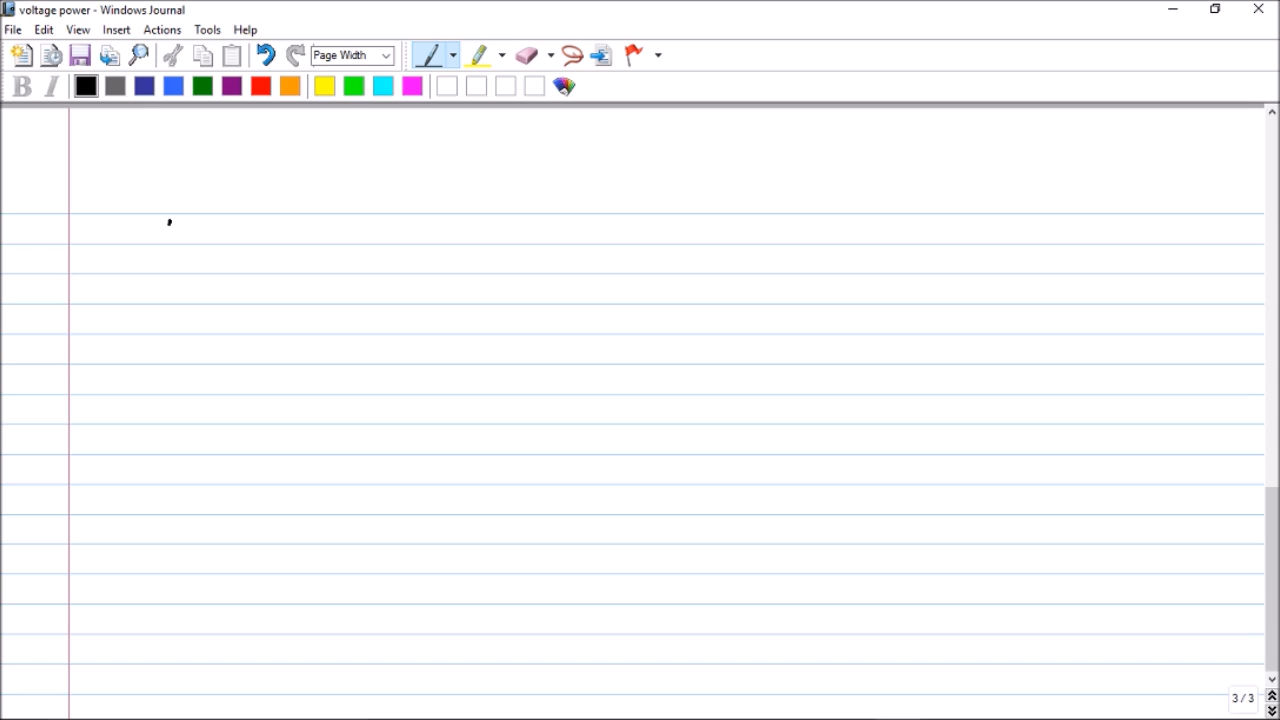 voltage power - Windows Journal
File Edit View Insert Actions Tools Help
Page Width
B I
3 / 3